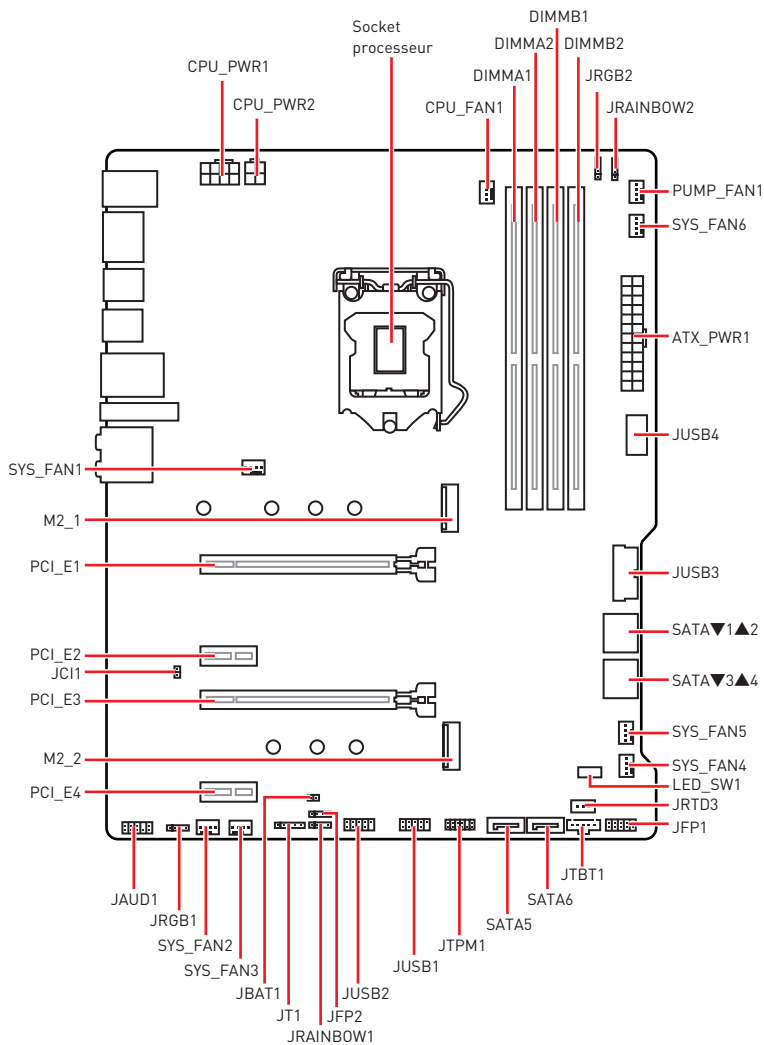 DIMMB1
Socket
processeur
DIMMA2
DIMMB2
CPU_PWR1
DIMMA1
JRGB2
CPU_PWR2
CPU_FAN1
JRAINBOW2
PUMP_FAN1
SYS_FAN6
ATX_PWR1
JUSB4
SYS_FAN1
M2_1
PCI_E1
JUSB3
SATA▼1▲2
PCI_E2
JCI1
SATA▼3▲4
PCI_E3
SYS_FAN5
M2_2
SYS_FAN4
LED_SW1
PCI_E4
JRTD3
JFP1
JTBT1
JAUD1
SATA6
JRGB1
SATA5
SYS_FAN2
JTPM1
SYS_FAN3
JUSB1
JBAT1
JUSB2
JT1
JFP2
JRAINBOW1